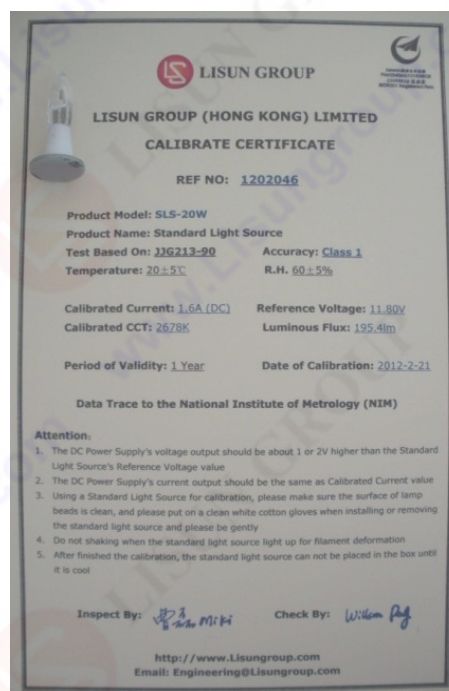 LISUN GROUP
LISUN GROUP (HONG KONG) LIMITED
CALIBRATE CERTIFICATE
REF NO: 1202046
Product Model: SLS-20W
Product Name: Standard Light Source
Test Based On: JJG213-90 Accuracy: Class 1
Temperature: 20±5℃ R.H. 60±5%
Calibrated Current: 1.6A (DC) Reference Voltage: 11.80V
Calibrated CCT: 2678K Luminous Flux: 195.4lm
Period of Validity: 1 Year Date of Calibration: 2012-2-21
Data Trace to the National Institute of Metrology (NIM)
Attention:
1. The DC Power Supply's voltage output should be about 1 or 2V higher than the Standard
Light Source's Reference Voltage value
2. The DC Power Supply's current output should be the same as Calibrated Current value
3. Using a Standard Light Source for calibration, please make sure the surface of lamp
beads is clean, and please put on a clean white cotton gloves when installing or removing
the standard light source and please be gently
4. Do not shaking when the standard light source light up for filament deformation
5. After finished the calibration, the standard light source can not be placed in the box until
it is cool
Inspect By: Miki Check By: William
http://www.Lisungroup.com
Email: Engineering@Lisungroup.com